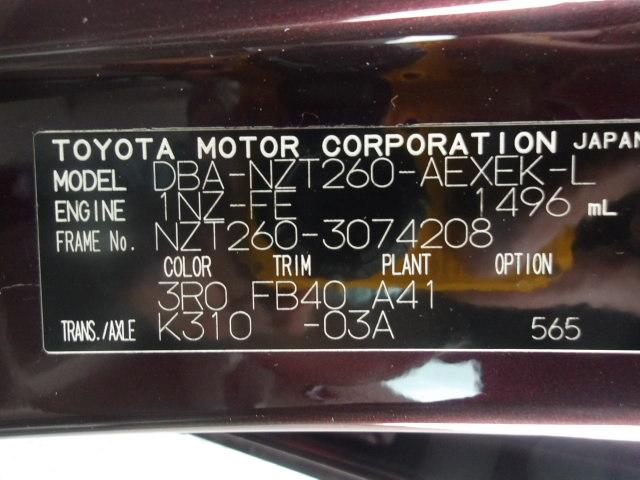 TOYOTA MOTOR CORPORATION JAPAN
MODEL DBA-NZT260-AEXEK-L
ENGINE 1NZ-FE 1496 mL
FRAME No. NZT260-3074208
COLOR TRIM PLANT OPTION
3R0 FB40 A41
TRANS./AXLE K310 -03A 565